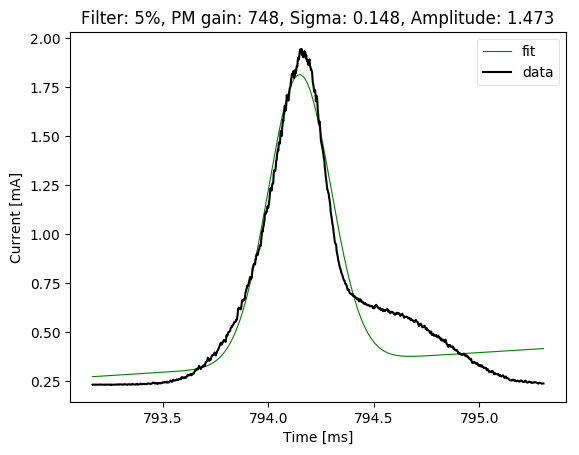 Filter: 5%, PM gain: 748, Sigma: 0.148, Amplitude: 1.473
fit
data
Current [mA]
2.00
1.75
1.50
1.25
1.00
0.75
0.50
0.25
793.5 794.0 794.5 795.0
Time [ms]